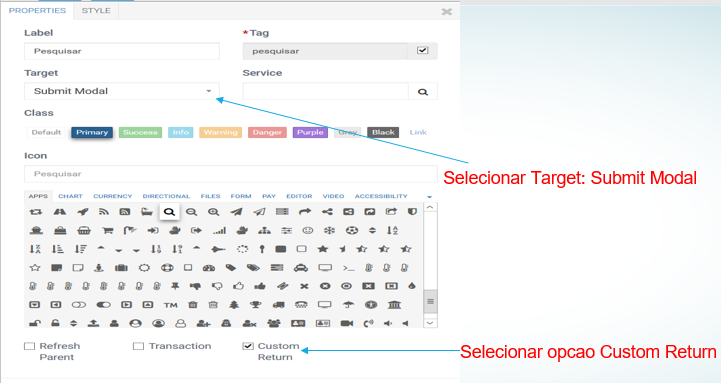 PROPERTIES STYLE
Label *Tag
Pesquisar pesquisar
Target Service
Submit Modal
Class
Default Primary Success Info Warning Danger Purple Grey Black Link
Selecionar Target: Submit Modal
Icon
Pesquisar
APPS CHART CURRENCY DIRECTIONAL FILES FORM PAY EDITOR VIDEO ACCESSIBILITY
TM
Refresh Parent Transaction Custom Return
Selecionar opcao Custom Return